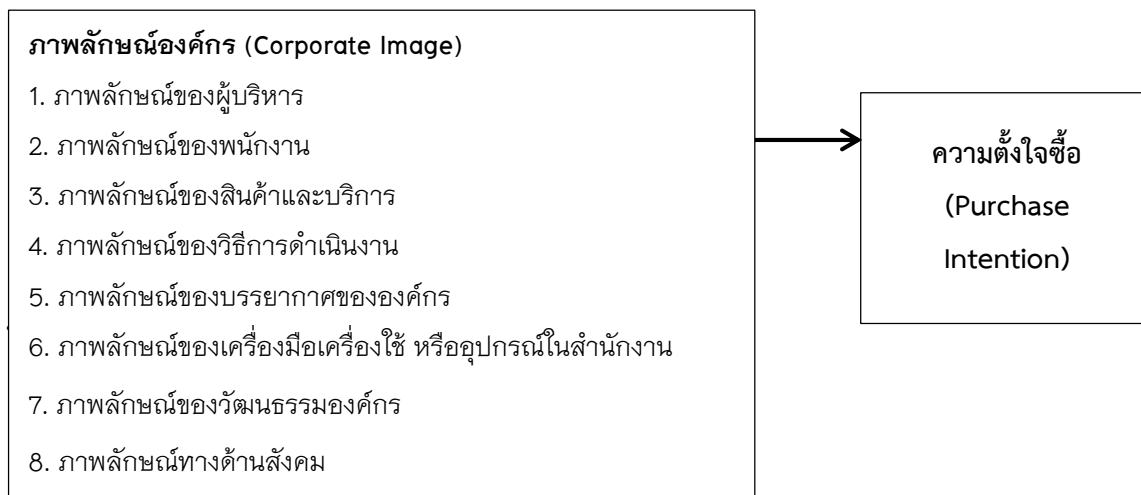 ภาพลักษณ์องค์กร (Corporate Image)
1. ภาพลักษณ์ของผู้บริหาร
2. ภาพลักษณ์ของพนักงาน
3. ภาพลักษณ์ของสินค้าและบริการ
4. ภาพลักษณ์ของวิธีการดำเนินงาน
5. ภาพลักษณ์ของบรรยากาศขององค์กร
6. ภาพลักษณ์ของเครื่องมือเครื่องใช้ หรืออุปกรณ์ในสำนักงาน
7. ภาพลักษณ์ของวัฒนธรรมองค์กร
8. ภาพลักษณ์ทางด้านสังคม
ความตั้งใจซื้อ
(Purchase
Intention)